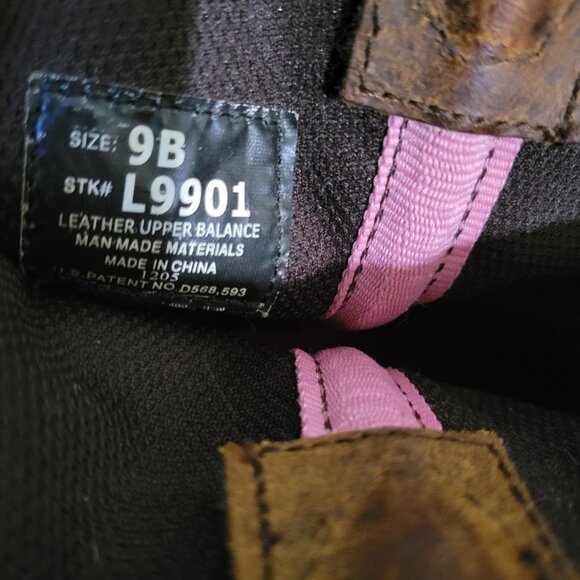 SIZE: 9B
STK# L9901
LEATHER UPPER BALANCE
MAN MADE MATERIALS
MADE IN CHINA
1205
U.S. PATENT NO. D568,593